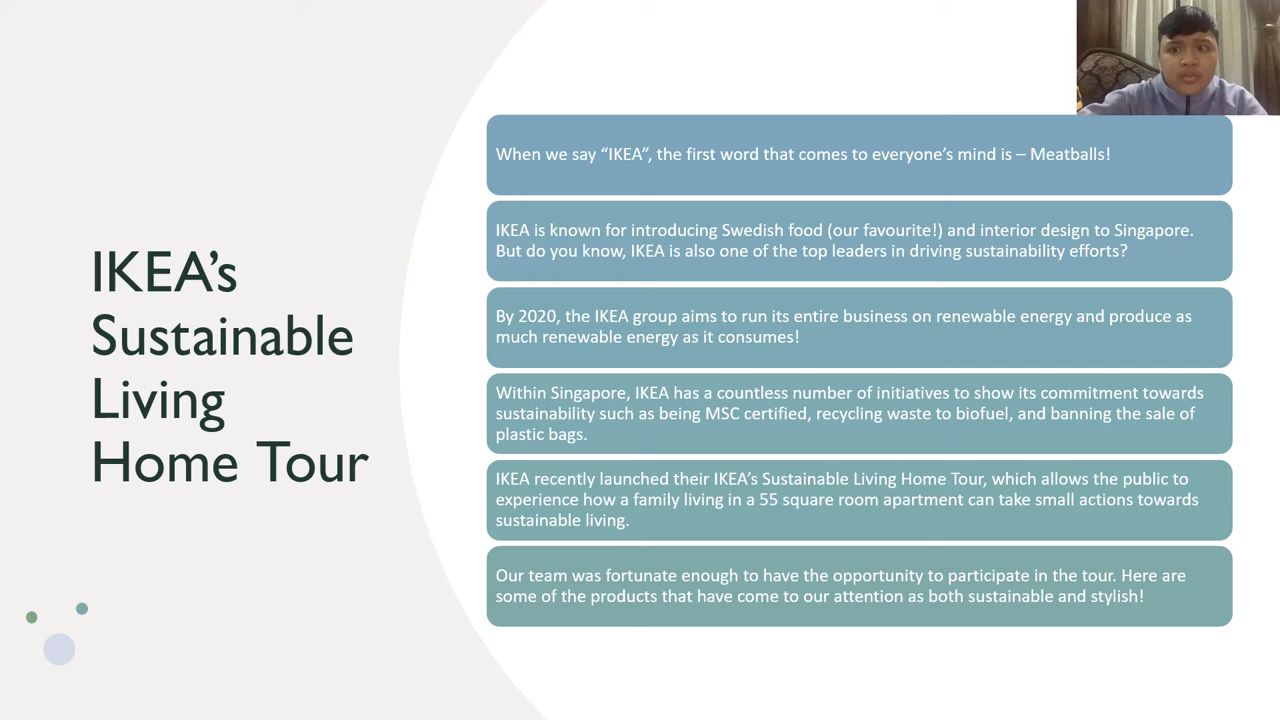 IKEA's
Sustainable
Living
Home Tour
When we say “IKEA”, the first word that comes to everyone's mind is – Meatballs!
IKEA is known for introducing Swedish food (our favourite!) and interior design to Singapore.
But do you know, IKEA is also one of the top leaders in driving sustainability efforts?
By 2020, the IKEA group aims to run its entire business on renewable energy and produce as
much renewable energy as it consumes!
Within Singapore, IKEA has a countless number of initiatives to show its commitment towards
sustainability such as being MSC certified, recycling waste to biofuel, and banning the sale of
plastic bags.
IKEA recently launched their IKEA's Sustainable Living Home Tour, which allows the public to
experience how a family living in a 55 square room apartment can take small actions towards
sustainable living.
Our team was fortunate enough to have the opportunity to participate in the tour. Here are
some of the products that have come to our attention as both sustainable and stylish!